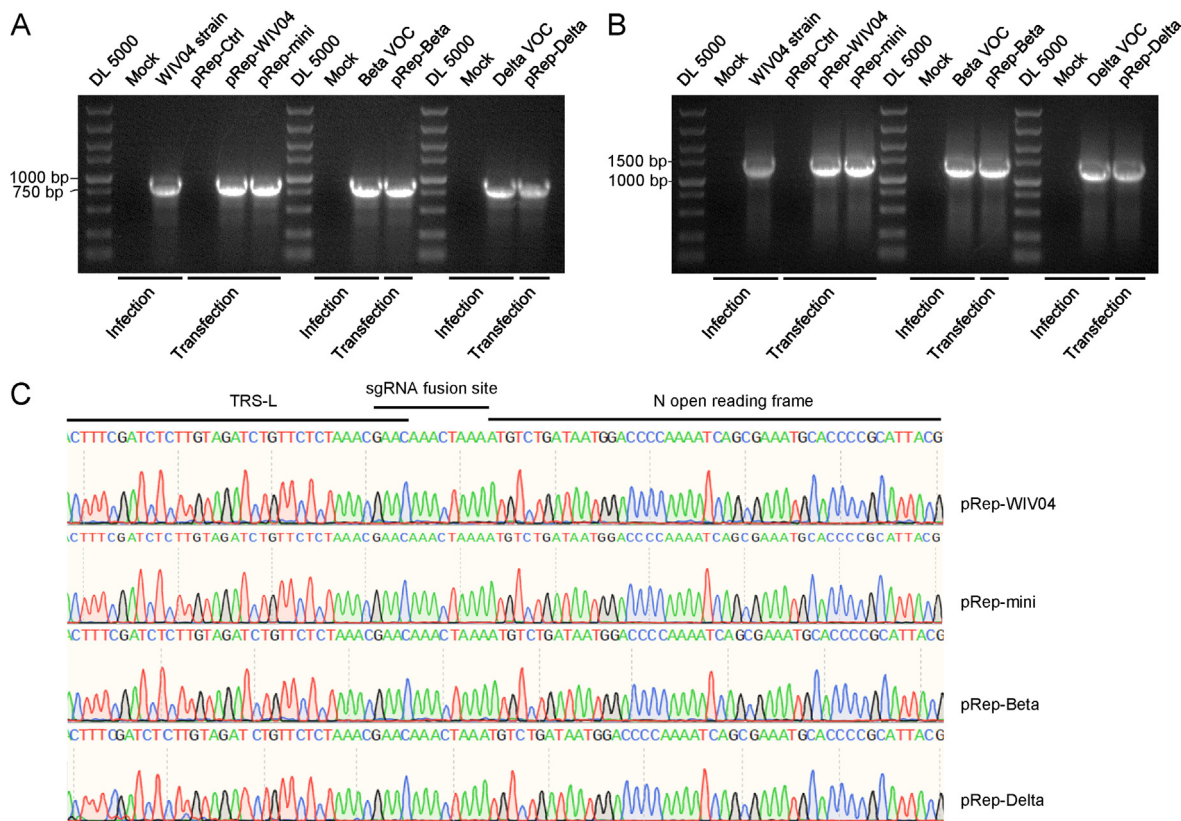 A
DL 5000
Mock
WIV04 strain
pRep-Ctrl
pRep-WIV04
pRep-mini
DL 5000
Mock
Beta VOC
pRep-Beta
DL 5000
Mock
Delta VOC
pRep-Delta
1000 bp
750 bp
Infection
Transfection
Infection
Transfection
Infection
Transfection
B
DL 5000
Mock
WIV04 strain
pRep-Ctrl
pRep-WIV04
pRep-mini
DL 5000
Mock
Beta VOC
pRep-Beta
DL 5000
Mock
Delta VOC
pRep-Delta
1500 bp
1000 bp
Infection
Transfection
Infection
Transfection
Infection
Transfection
C
TRS-L
sgRNA fusion site
N open reading frame
ACTTTCGATCTCTTGTAGATCTGTTCTCTAAACGAACAAACTAAAATGTCTGATAATGGACCCCAAAATCAGCGAAATGCACCCCGCATTACG
pRep-WIV04
CTTTCGATCTCTTGTAGATCTGTTCTCTAAACGAACAAACTAAAATGTCTGATAATGGACCCCAAAATCAGCGAAATGCACCCCGCATTACG
pRep-mini
ACTTTCGATCTCTTGTAGATCTGTTCTCTAAACGAACAAACTAAAATGTCTGATAATGGACCCCAAAATCAGCGAAATGCACCCCGCATTACG
pRep-Beta
CTTTCGATCTCTTGTAGATCTGTTCTCTAAACGAACAAACTAAATGTCTGATAATGGACCCCAAAATCAGCGAAATGCACCCCGCATTACG
pRep-Delta